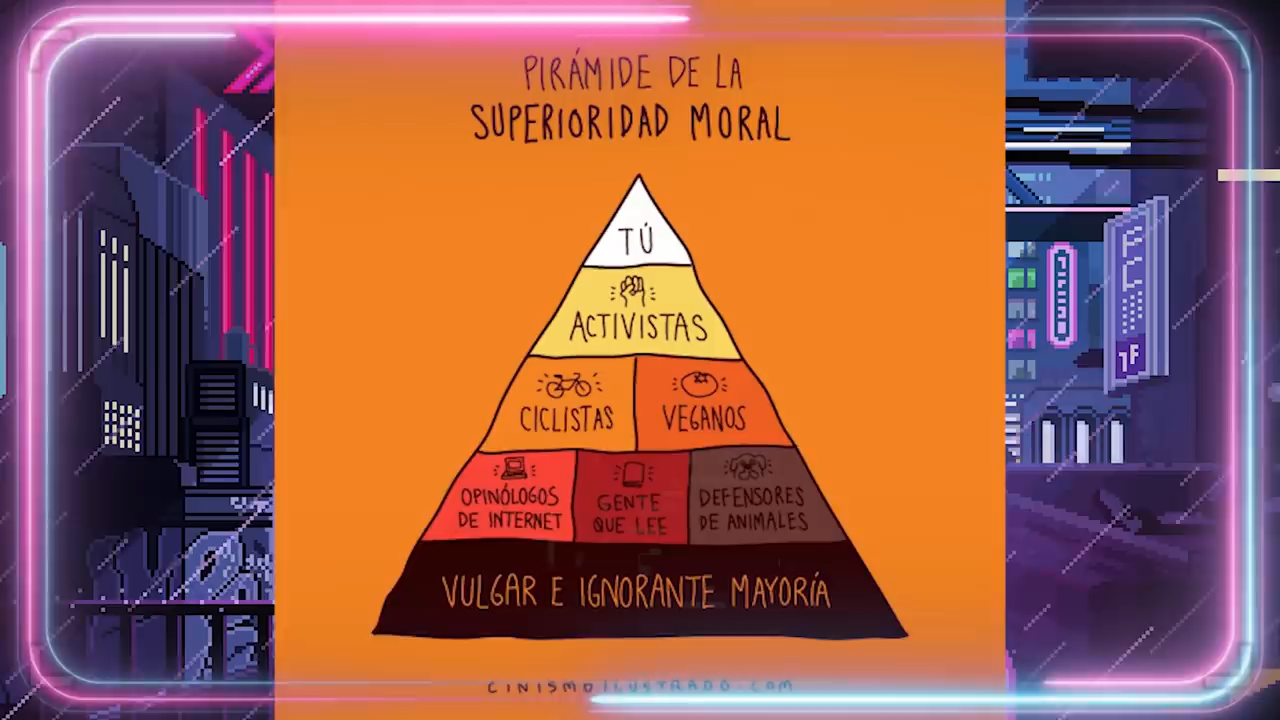 PIRÁMIDE DE LA
SUPERIORIDAD MORAL
TÚ
ACTIVISTAS
CICLISTAS
VEGANOS
OPINÓLOGOS
DE INTERNET
GENTE
QUE LEE
DEFENSORES
DE ANIMALES
VULGAR E IGNORANTE MAYORÍA
CINISMOILUSTRADO.COM